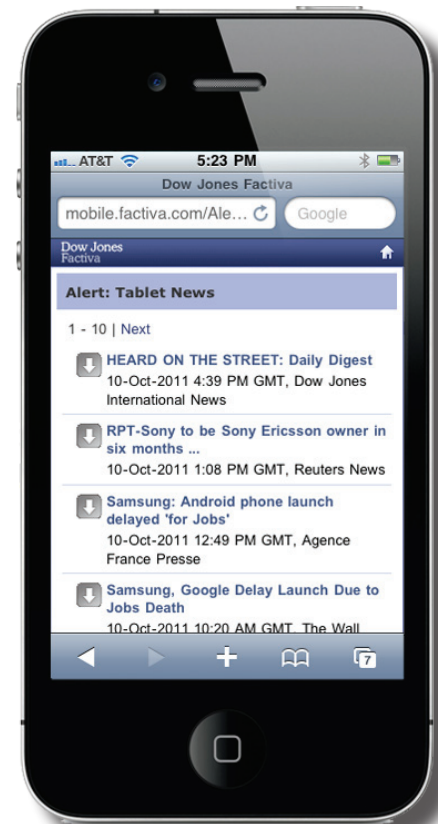 AT&T 5:23 PM
Dow Jones Factiva
mobile.factiva.com/Ale... Google
Dow Jones
Factiva
Alert: Tablet News
1 - 10 | Next
HEARD ON THE STREET: Daily Digest
10-Oct-2011 4:39 PM GMT, Dow Jones
International News
RPT-Sony to be Sony Ericsson owner in
six months ...
10-Oct-2011 1:08 PM GMT, Reuters News
Samsung: Android phone launch
delayed 'for Jobs'
10-Oct-2011 12:49 PM GMT, Agence
France Presse
Samsung, Google Delay Launch Due to
Jobs Death
10-Oct-2011 10:20 AM GMT, The Wall
7